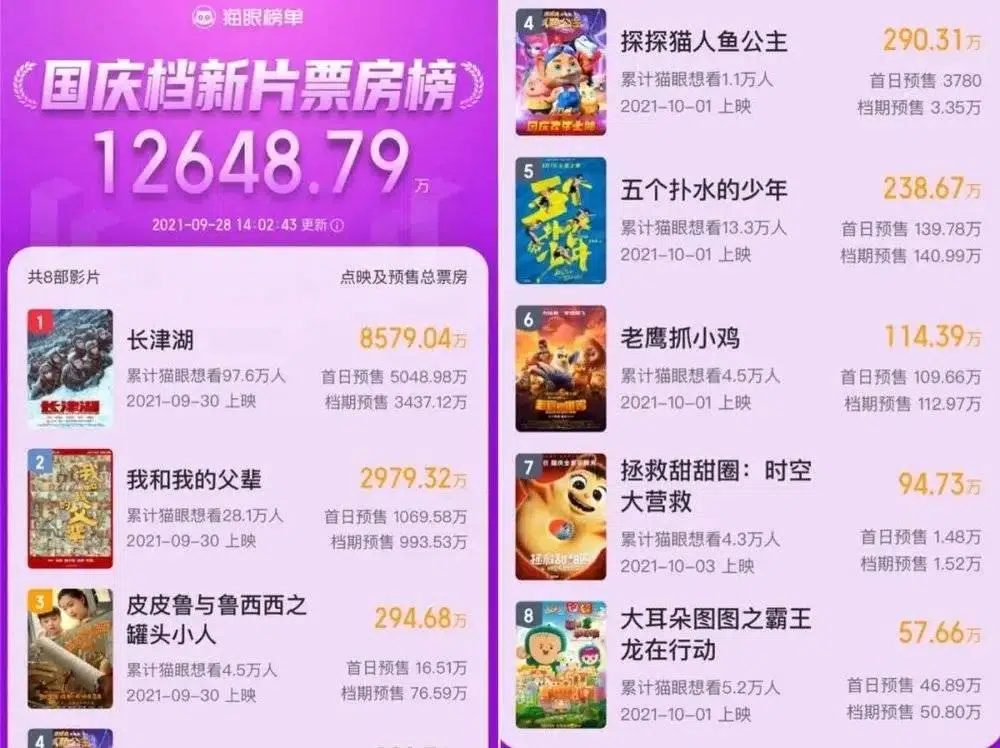 猫眼榜单
国庆档新片票房榜
12648.79万
2021-09-28 14:02:43 更新
共8部影片 点映及预售总票房
1
长津湖
长津湖 8579.04万
累计猫眼想看97.6万人 首日预售 5048.98万
2021-09-30 上映 档期预售 3437.12万
2
我和我的父辈
我和我的父辈 2979.32万
累计猫眼想看28.1万人 首日预售 1069.58万
2021-09-30 上映 档期预售 993.53万
3
皮皮鲁与鲁西西之
罐头小人 294.68万
累计猫眼想看4.5万人 首日预售 16.51万
2021-09-30 上映 档期预售 76.59万
4
4
探探猫人鱼公主 290.31万
累计猫眼想看1.1万人 首日预售 3780
2021-10-01 上映 档期预售 3.35万
5
五个扑水的少年
五个扑水的少年 238.67万
累计猫眼想看13.3万人 首日预售 139.78万
2021-10-01 上映 档期预售 140.99万
6
老鹰抓小鸡 114.39万
累计猫眼想看4.5万人 首日预售 109.66万
2021-10-01 上映 档期预售 112.97万
7
拯救甜甜圈：时空
大营救 94.73万
累计猫眼想看4.3万人 首日预售 1.48万
2021-10-03 上映 档期预售 1.52万
8
大耳朵图图之霸王
龙在行动 57.66万
累计猫眼想看5.2万人 首日预售 46.89万
2021-10-01 上映 档期预售 50.80万